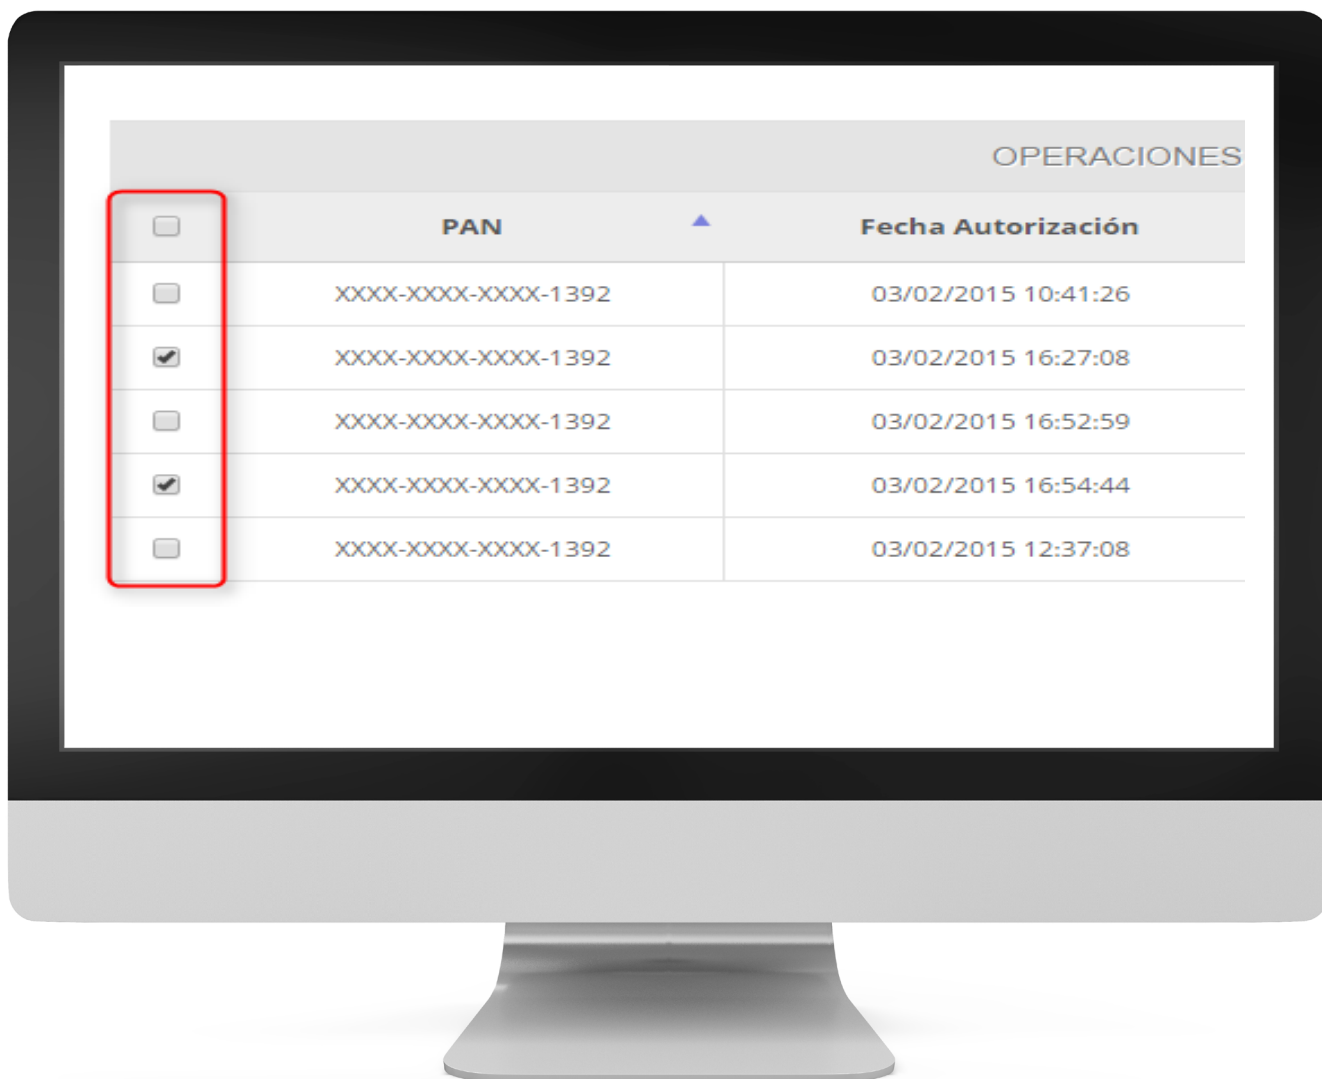 OPERACIONES
PAN Fecha Autorización
XXXX-XXXX-XXXX-1392 03/02/2015 10:41:26
XXXX-XXXX-XXXX-1392 03/02/2015 16:27:08
XXXX-XXXX-XXXX-1392 03/02/2015 16:52:59
XXXX-XXXX-XXXX-1392 03/02/2015 16:54:44
XXXX-XXXX-XXXX-1392 03/02/2015 12:37:08